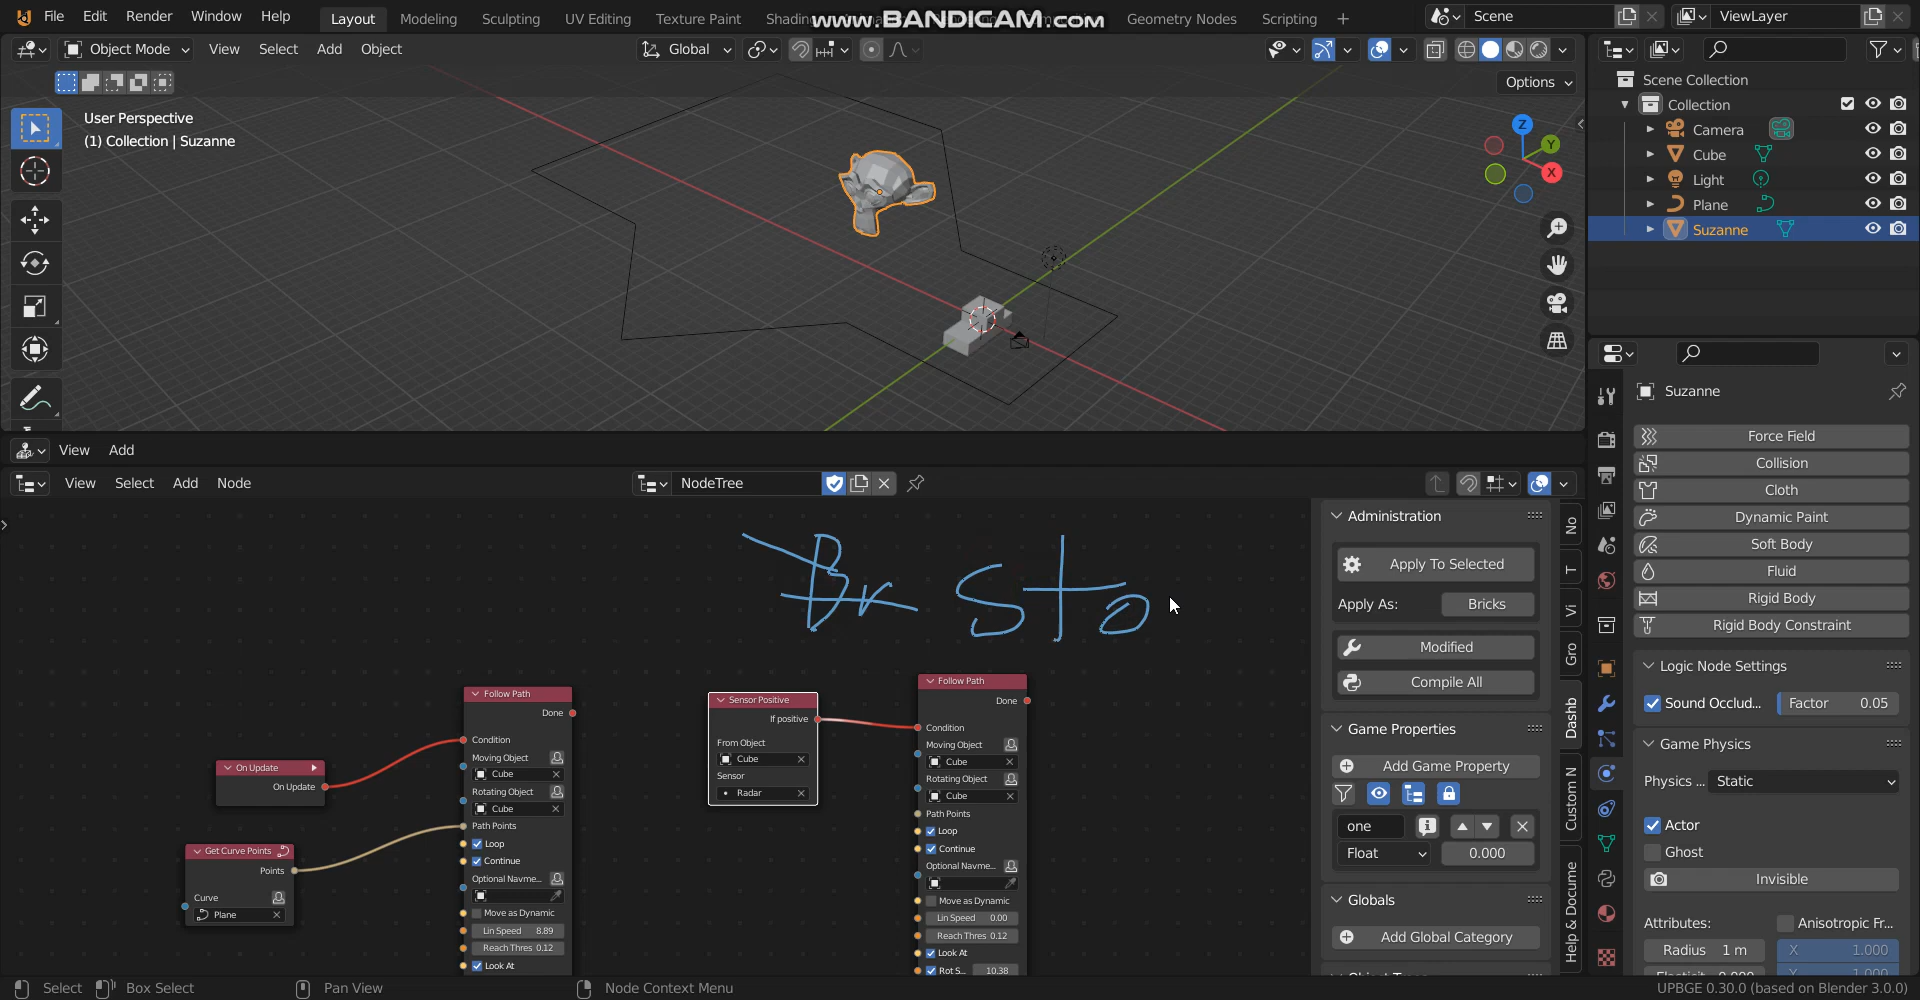 File Edit Render Window Help Layout Modeling Sculpting UV Editing Texture Paint Shading www.BANDICAM.com Geometry Nodes Scripting Scene ViewLayer
Object Mode View Select Add Object Global
Options
User Perspective
(1) Collection | Suzanne
Z
Y
X
Scene Collection
Collection
Camera
Cube
Light
Plane
Suzanne
View Add
View Select Add Node NodeTree
Br Sto
On Update
On Update
Get Curve Points
Points
Curve
Plane
Follow Path
Done
Condition
Moving Object
Cube
Rotating Object
Cube
Path Points
Loop
Continue
Optional Navme...
Move as Dynamic
Lin Speed 8.89
Reach Thres 0.12
Look At
Sensor Positive
If positive
From Object
Cube
Sensor
Radar
Follow Path
Done
Condition
Moving Object
Cube
Rotating Object
Cube
Path Points
Loop
Continue
Optional Navme...
Move as Dynamic
Lin Speed 0.00
Reach Thres 0.12
Look At
Rot S... 10.38
Administration
Apply To Selected
Apply As: Bricks
Modified
Compile All
Game Properties
Add Game Property
one
Float 0.000
Globals
Add Global Category
No
T
Vi
Gro
Dashb
Custom N
Help & Docume
Suzanne
Force Field
Collision
Cloth
Dynamic Paint
Soft Body
Fluid
Rigid Body
Rigid Body Constraint
Logic Node Settings
Sound Occlud... Factor 0.05
Game Physics
Physics ... Static
Actor
Ghost
Invisible
Attributes: Anisotropic Fr...
Radius 1 m X 1.000
Select Box Select Pan View Node Context Menu UPBGE 0.30.0 (based on Blender 3.0.0)